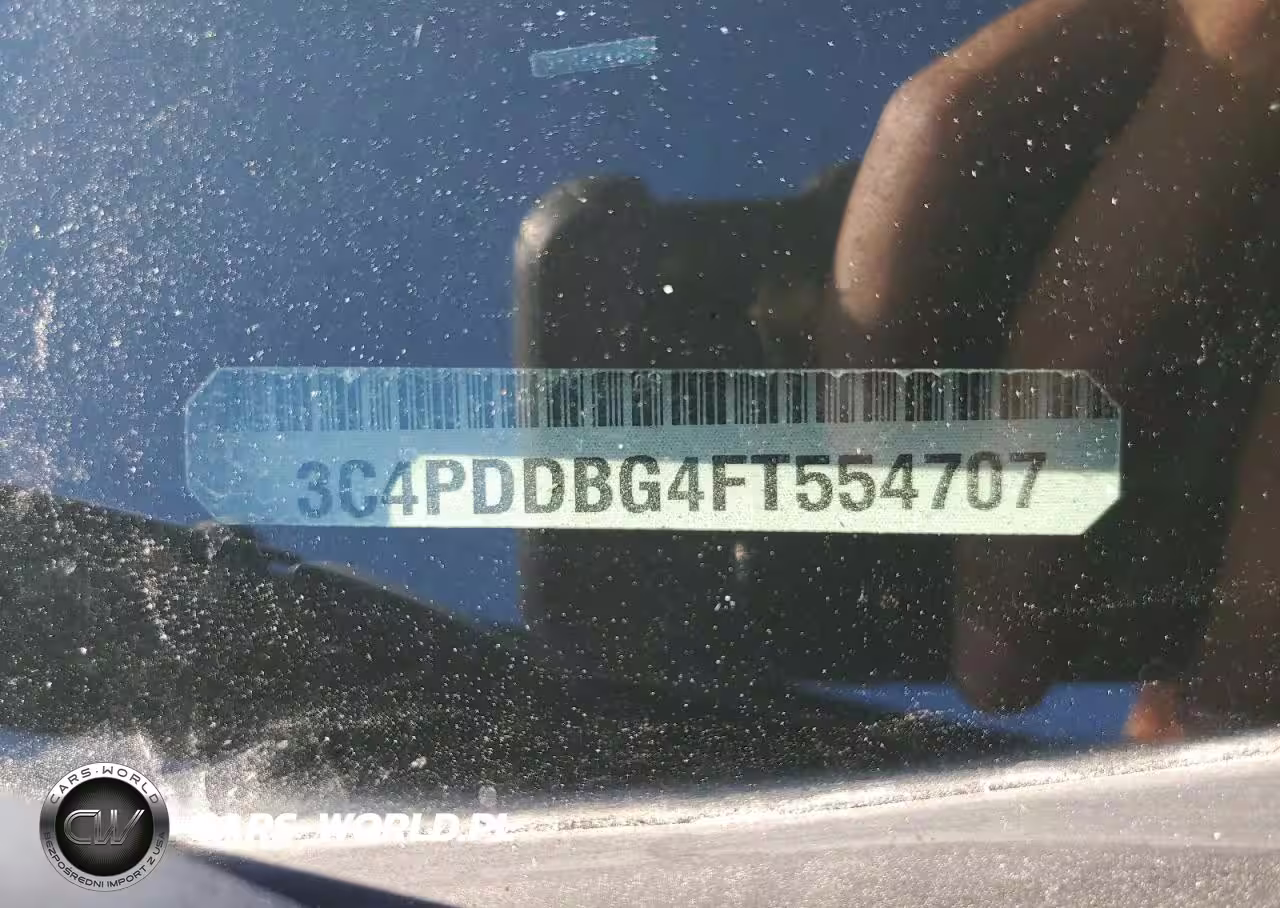 3C4PDDBG4FT554707
CARS-WORLD.PL
CARS·WORLD
CW
BEZPOŚREDNI IMPORT Z USA